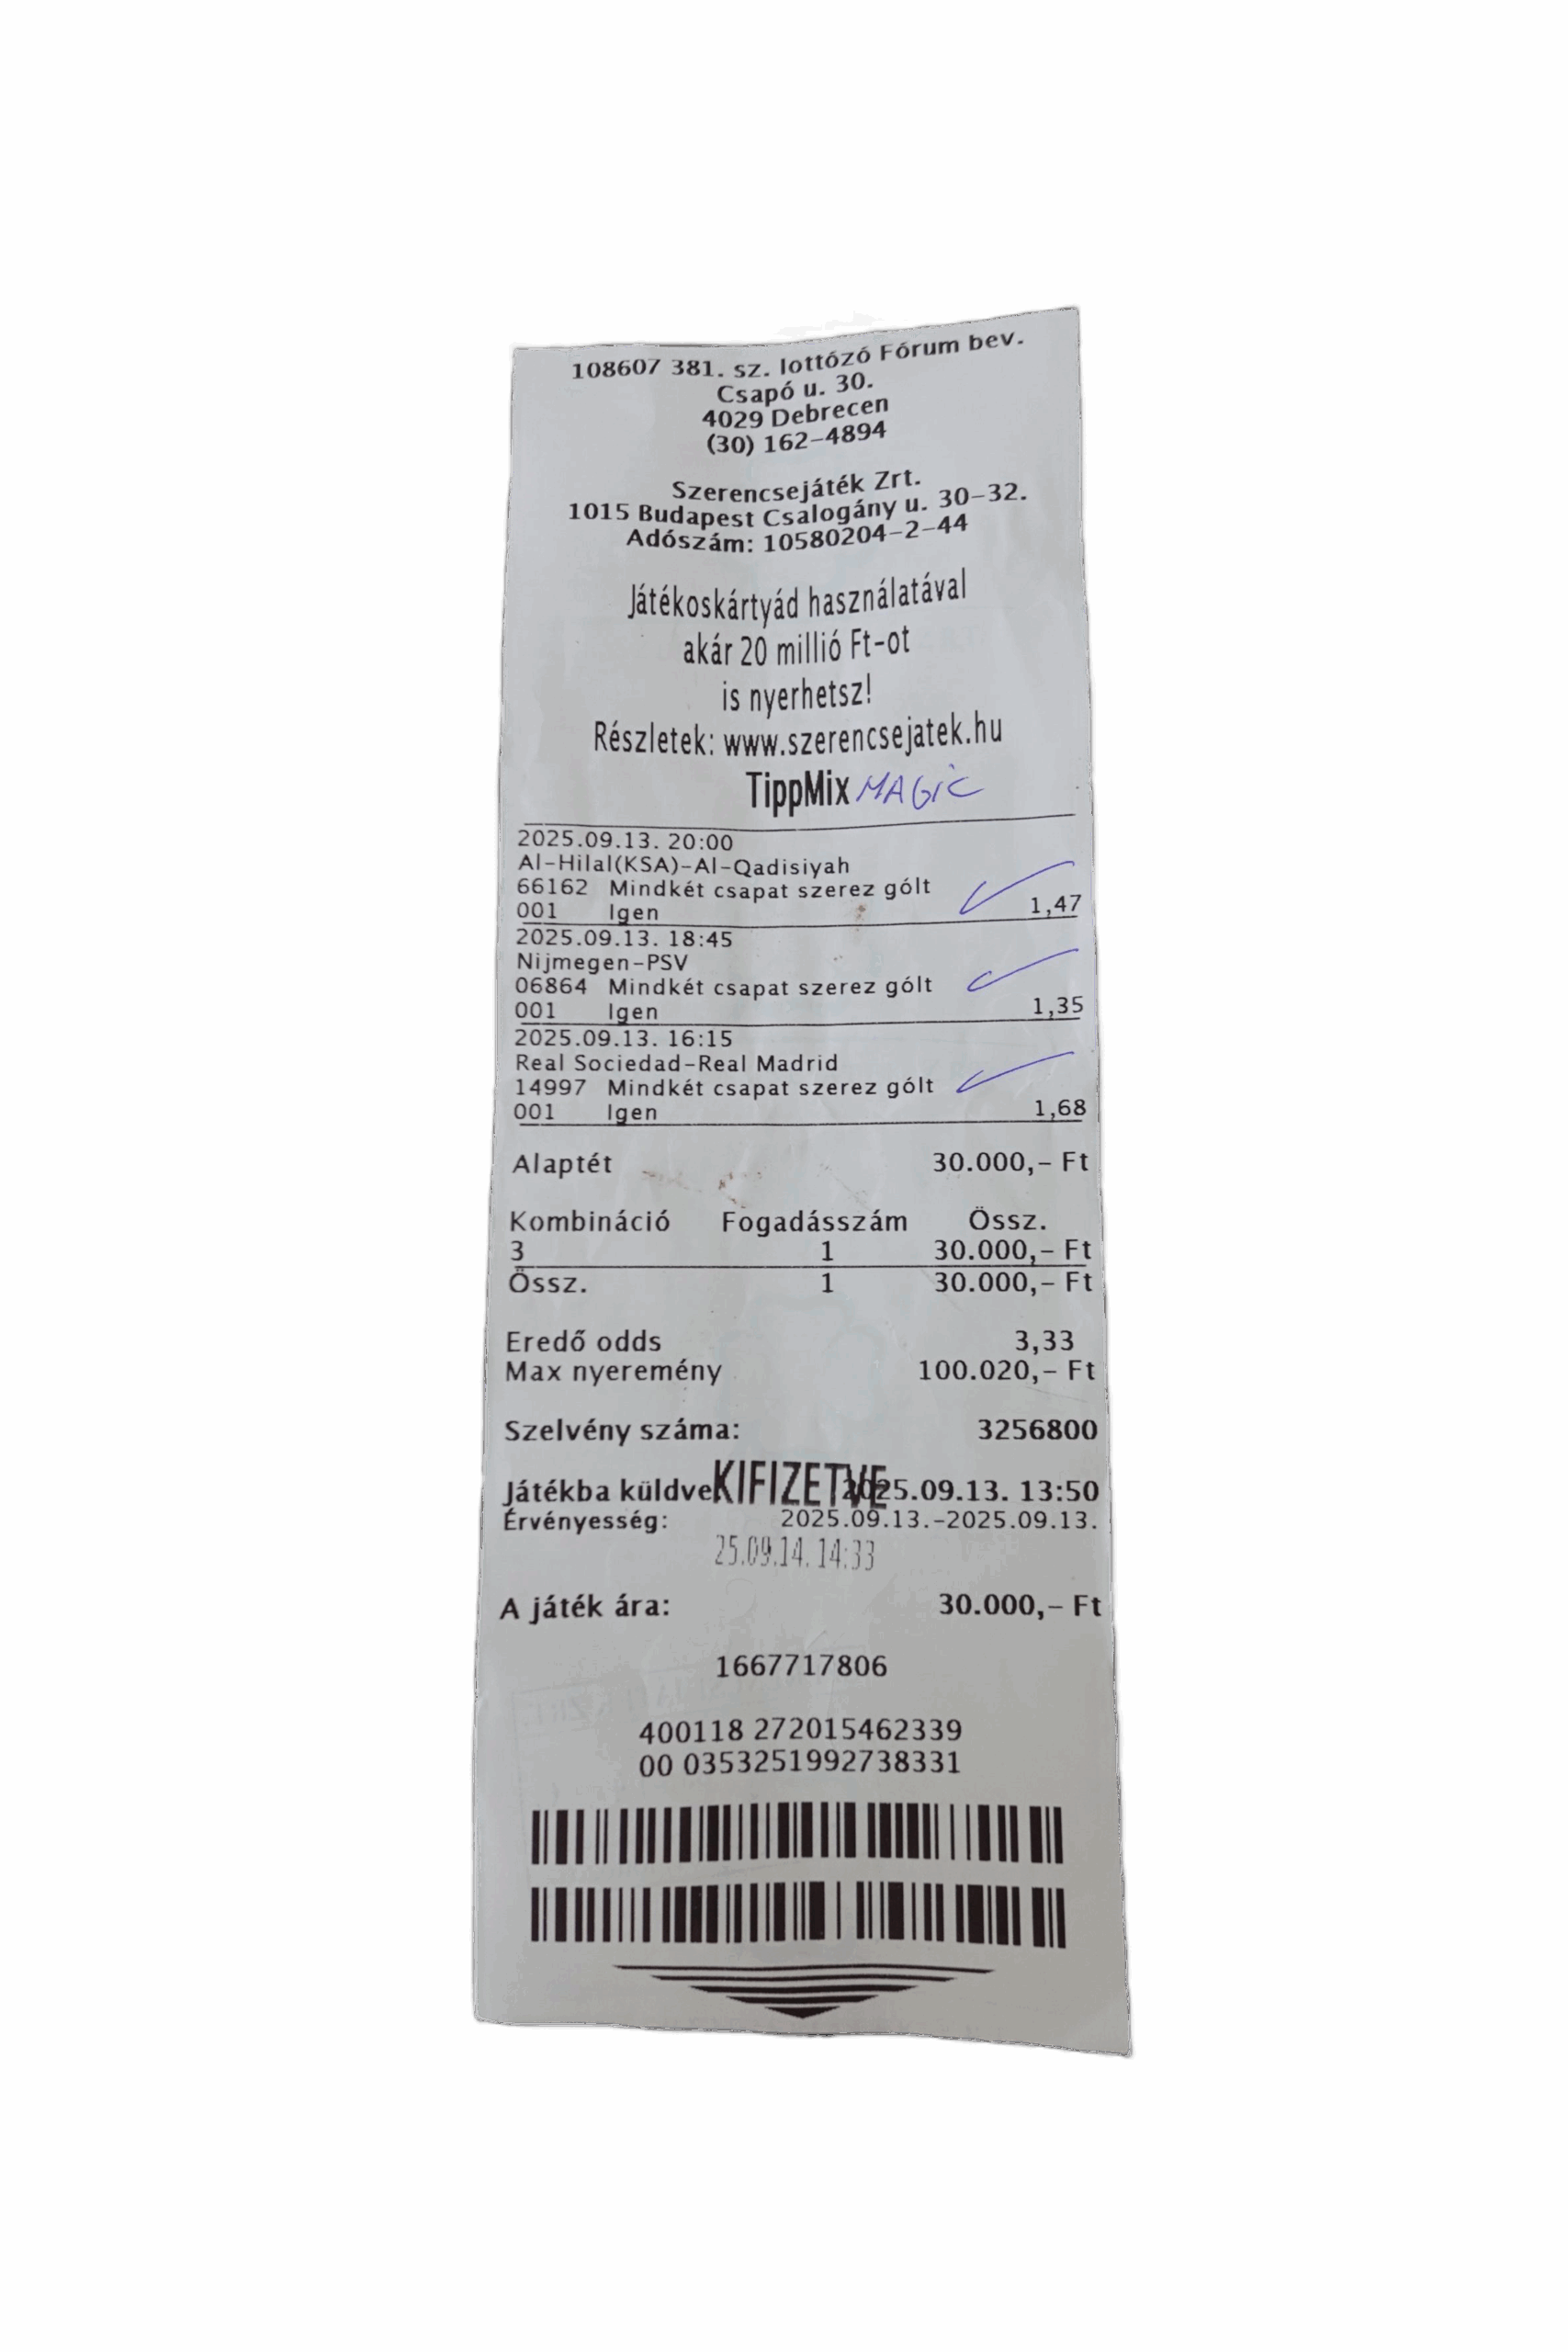 108607 381. sz. lottózó Fórum bev.
Csapó u. 30.
4029 Debrecen
(30) 162-4894
Szerencsejáték Zrt.
1015 Budapest Csalogány u. 30-32.
Adószám: 10580204-2-44
Játékoskártyád használatával
akár 20 millió Ft-ot
is nyerhetsz!
Részletek: www.szerencsejatek.hu
TippMix MAGIC
2025.09.13. 20:00
Al-Hilal(KSA)-Al-Qadisiyah
66162 Mindkét csapat szerez gólt
001 Igen 1,47
2025.09.13. 18:45
Nijmegen-PSV
06864 Mindkét csapat szerez gólt
001 Igen 1,35
2025.09.13. 16:15
Real Sociedad-Real Madrid
14997 Mindkét csapat szerez gólt
001 Igen 1,68
Alaptét 30.000,- Ft
Kombináció Fogadásszám Össz.
3 1 30.000,- Ft
Össz. 1 30.000,- Ft
Eredő odds 3,33
Max nyeremény 100.020,- Ft
Szelvény száma: 3256800
Játékba küldve KIFIZETVE 2025.09.13. 13:50
Érvényesség: 2025.09.13.-2025.09.13.
25.09.14. 14:33
A játék ára: 30.000,- Ft
1667717806
400118 272015462339
00 0353251992738331